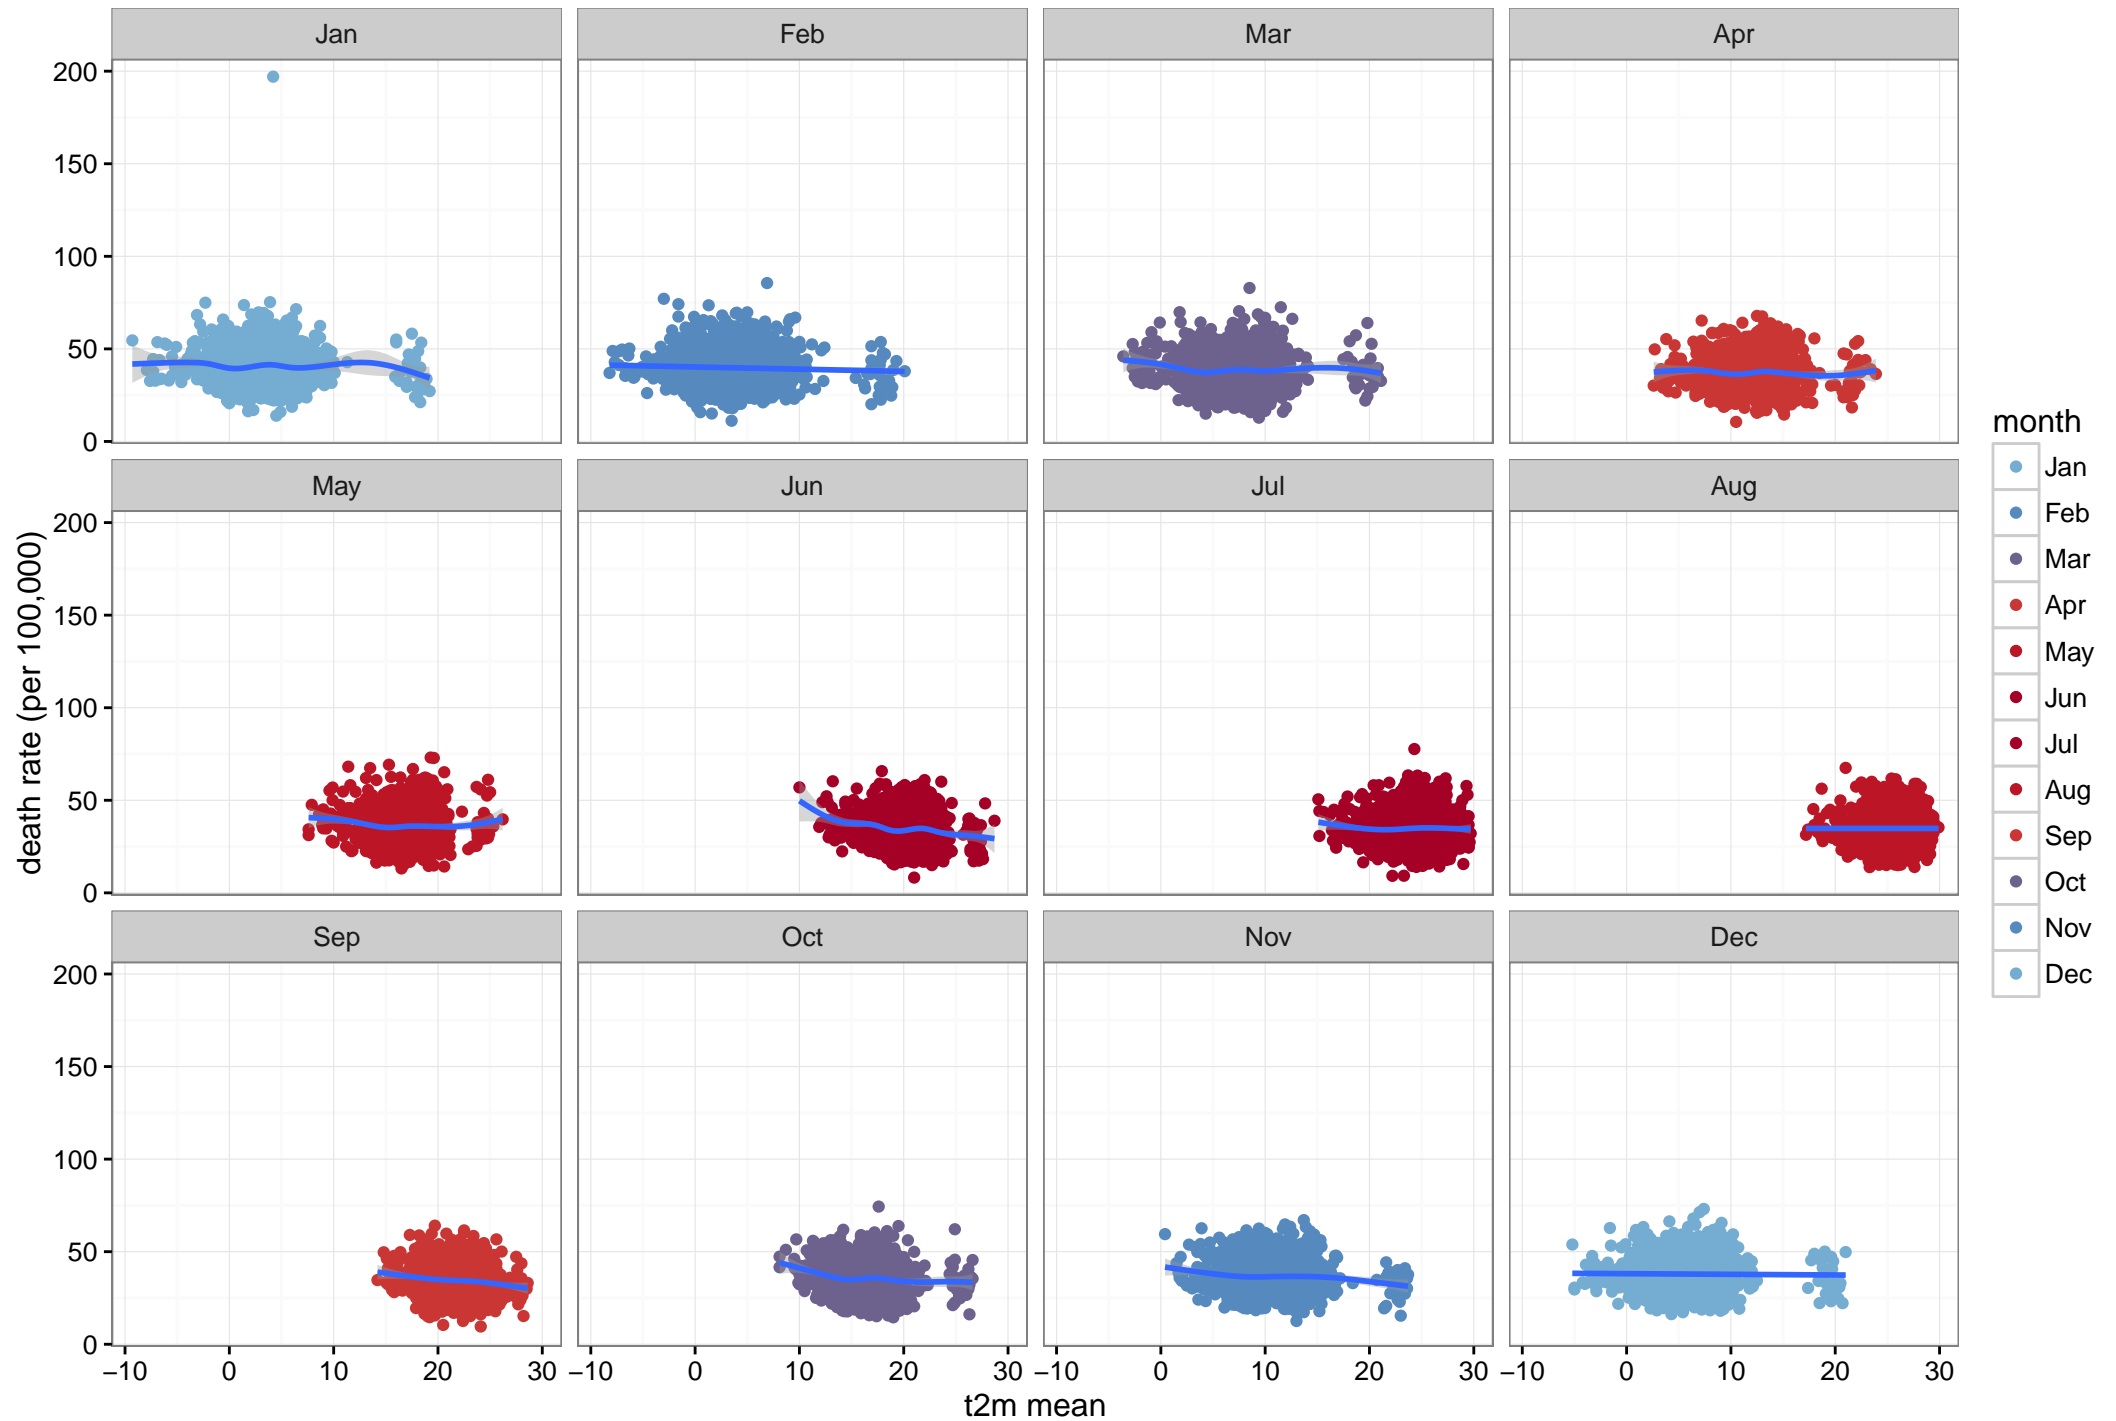 Jan Feb Mar Apr
200
150
100
50
0
May Jun Jul Aug
200
150
100
50
0
Sep Oct Nov Dec
200
150
100
50
0
−10 0 10 20 30 −10 0 10 20 30 −10 0 10 20 30 −10 0 10 20 30
t2m mean
death rate (per 100,000)
month
Jan
Feb
Mar
Apr
May
Jun
Jul
Aug
Sep
Oct
Nov
Dec